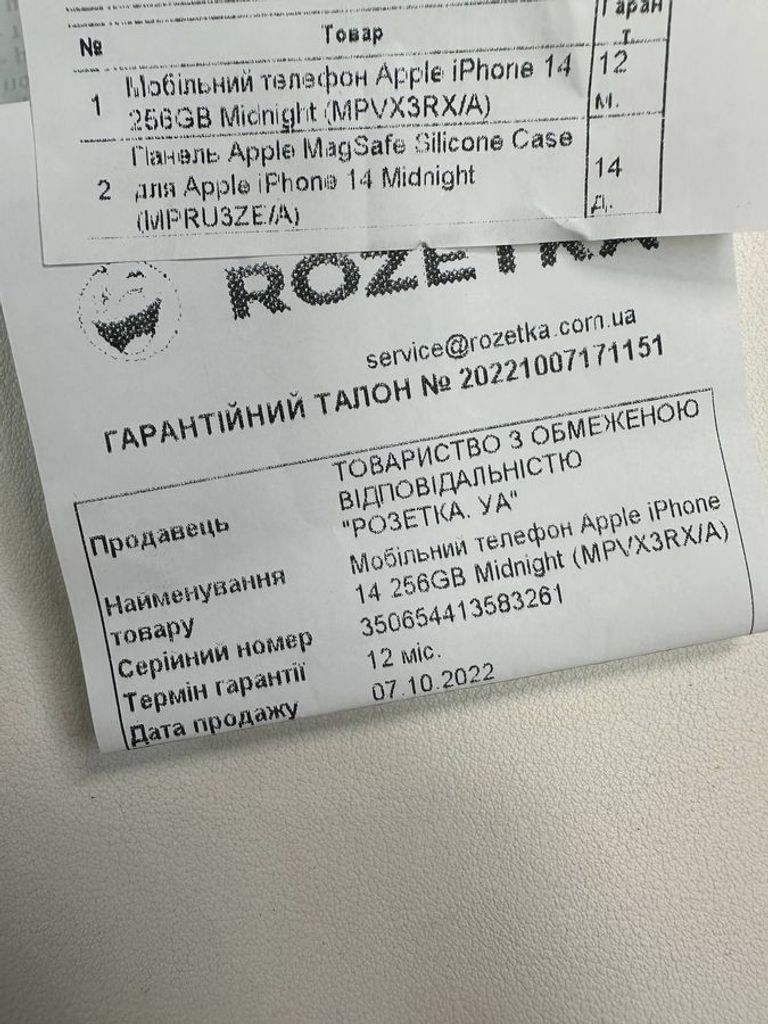 № Товар Гаран
т.
1 Мобільний телефон Apple iPhone 14 12
256GB Midnight (MPVX3RX/A) м.
Панель Apple MagSafe Silicone Case
2 для Apple iPhone 14 Midnight 14
(MPRU3ZE/A) д.
ROZETKA
service@rozetka.com.ua
ГАРАНТІЙНИЙ ТАЛОН № 20221007171151
Продавець ТОВАРИСТВО З ОБМЕЖЕНОЮ
ВІДПОВІДАЛЬНІСТЮ
"РОЗЕТКА. УА"
Найменування Мобільний телефон Apple iPhone
товару 14 256GB Midnight (MPVX3RX/A)
Серійний номер 350654413583261
Термін гарантії 12 міс.
Дата продажу 07.10.2022